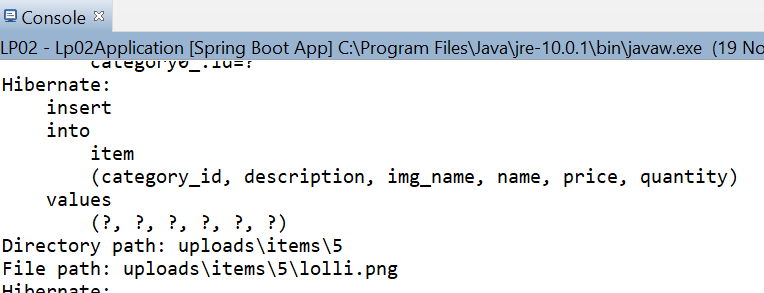 Console
LP02 - Lp02Application [Spring Boot App] C:\Program Files\Java\jre-10.0.1\bin\javaw.exe (19 No
category0_.id=?
Hibernate:
    insert
    into
        item
        (category_id, description, img_name, name, price, quantity)
    values
        (?, ?, ?, ?, ?, ?)
Directory path: uploads\items\5
File path: uploads\items\5\lolli.png
Hibernate: